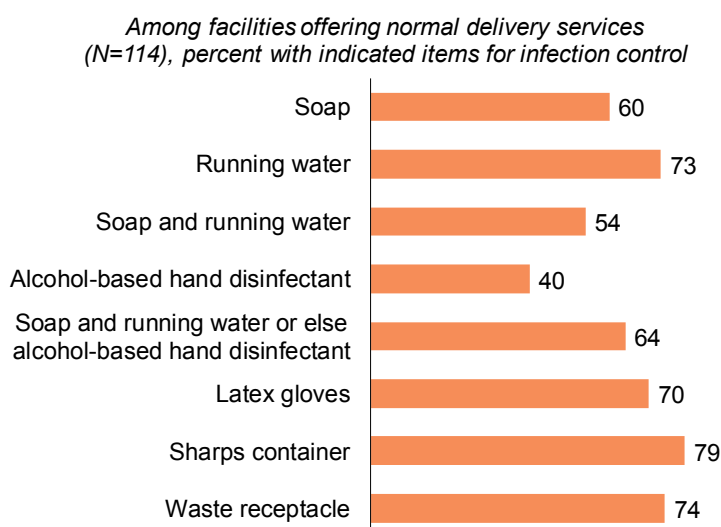 Among facilities offering normal delivery services
(N=114), percent with indicated items for infection control
Soap 60
Running water 73
Soap and running water 54
Alcohol-based hand disinfectant 40
Soap and running water or else
alcohol-based hand disinfectant 64
Latex gloves 70
Sharps container 79
Waste receptacle 74